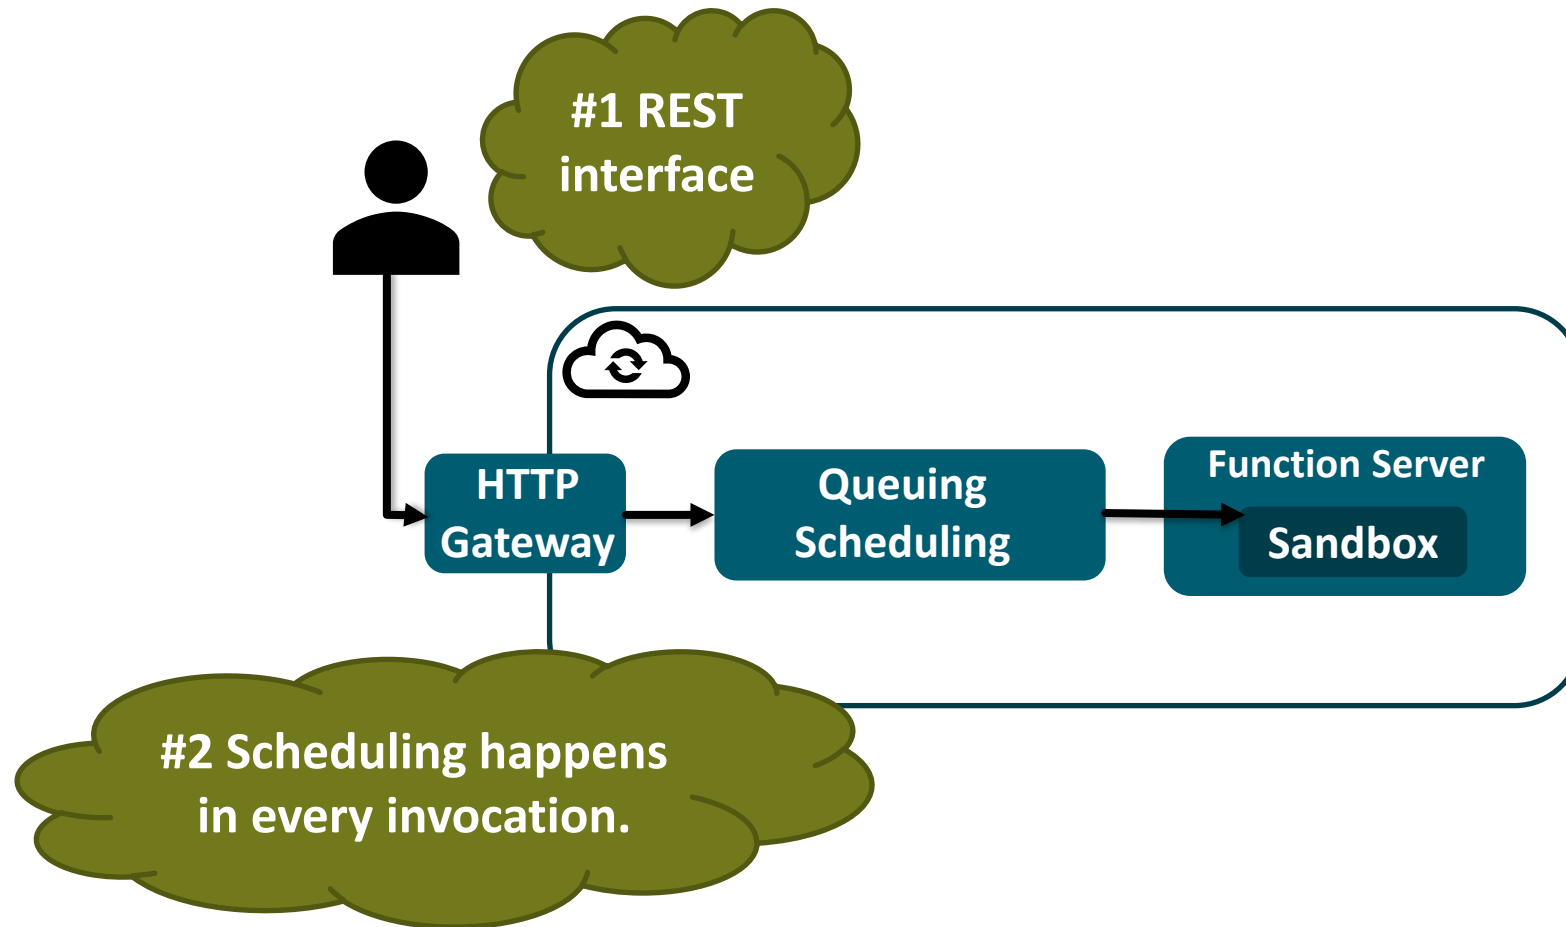 #1 REST
interface
HTTP
Gateway
Queuing
Scheduling
Function Server
Sandbox
#2 Scheduling happens
in every invocation.